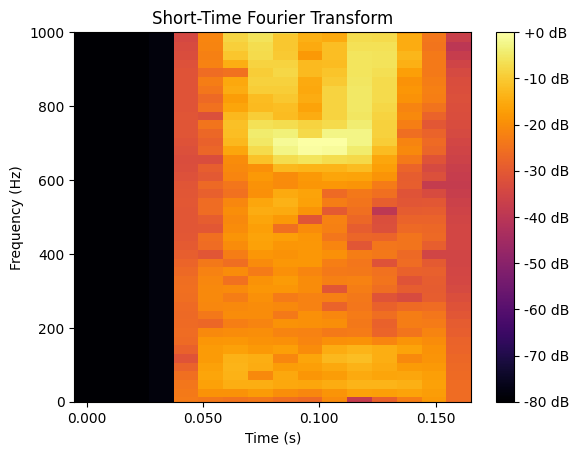 Short-Time Fourier Transform
1000
800
600
400
200
0
Frequency (Hz)
0.000
0.050
0.100
0.150
Time (s)
+0 dB
-10 dB
-20 dB
-30 dB
-40 dB
-50 dB
-60 dB
-70 dB
-80 dB